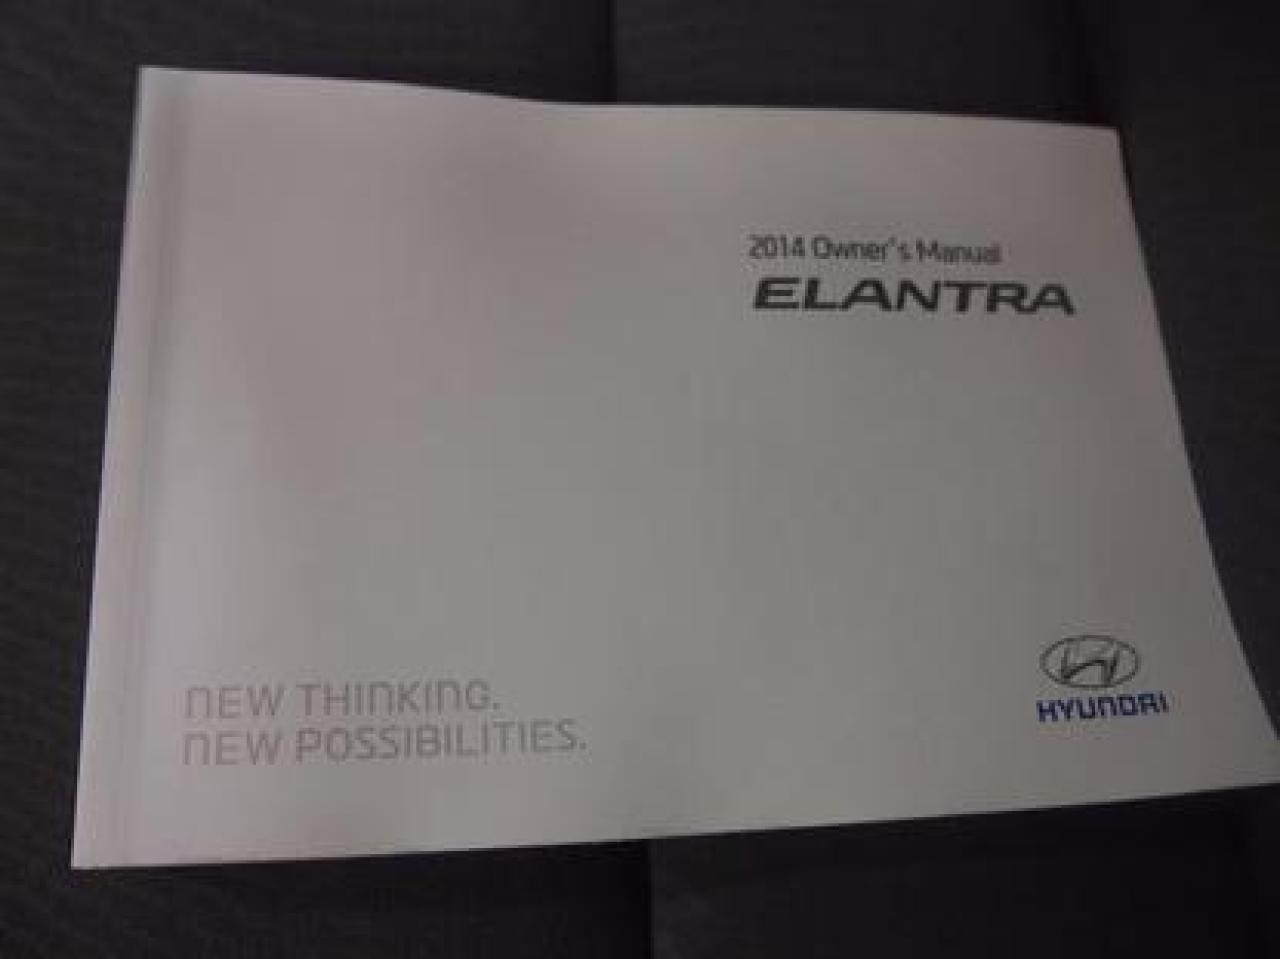 2014 Owner's Manual
ELANTRA
NEW THINKING.
NEW POSSIBILITIES.
HYUNDAI